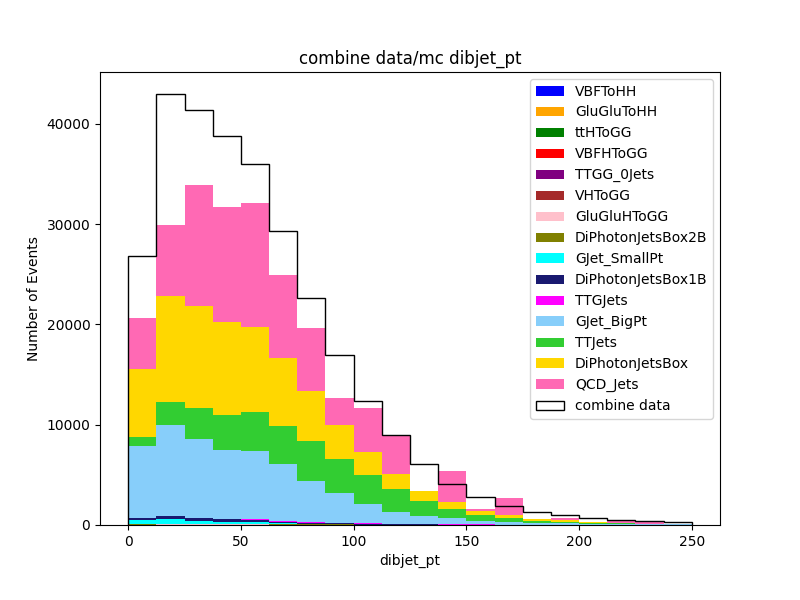 combine data/mc dibjet_pt
Number of Events
40000
30000
20000
10000
0
0
50
100
150
200
250
dibjet_pt
VBFToHH
GluGluToHH
ttHToGG
VBFHToGG
TTGG_0Jets
VHToGG
GluGluHToGG
DiPhotonJetsBox2B
GJet_SmallPt
DiPhotonJetsBox1B
TTGJets
GJet_BigPt
TTJets
DiPhotonJetsBox
QCD_Jets
combine data